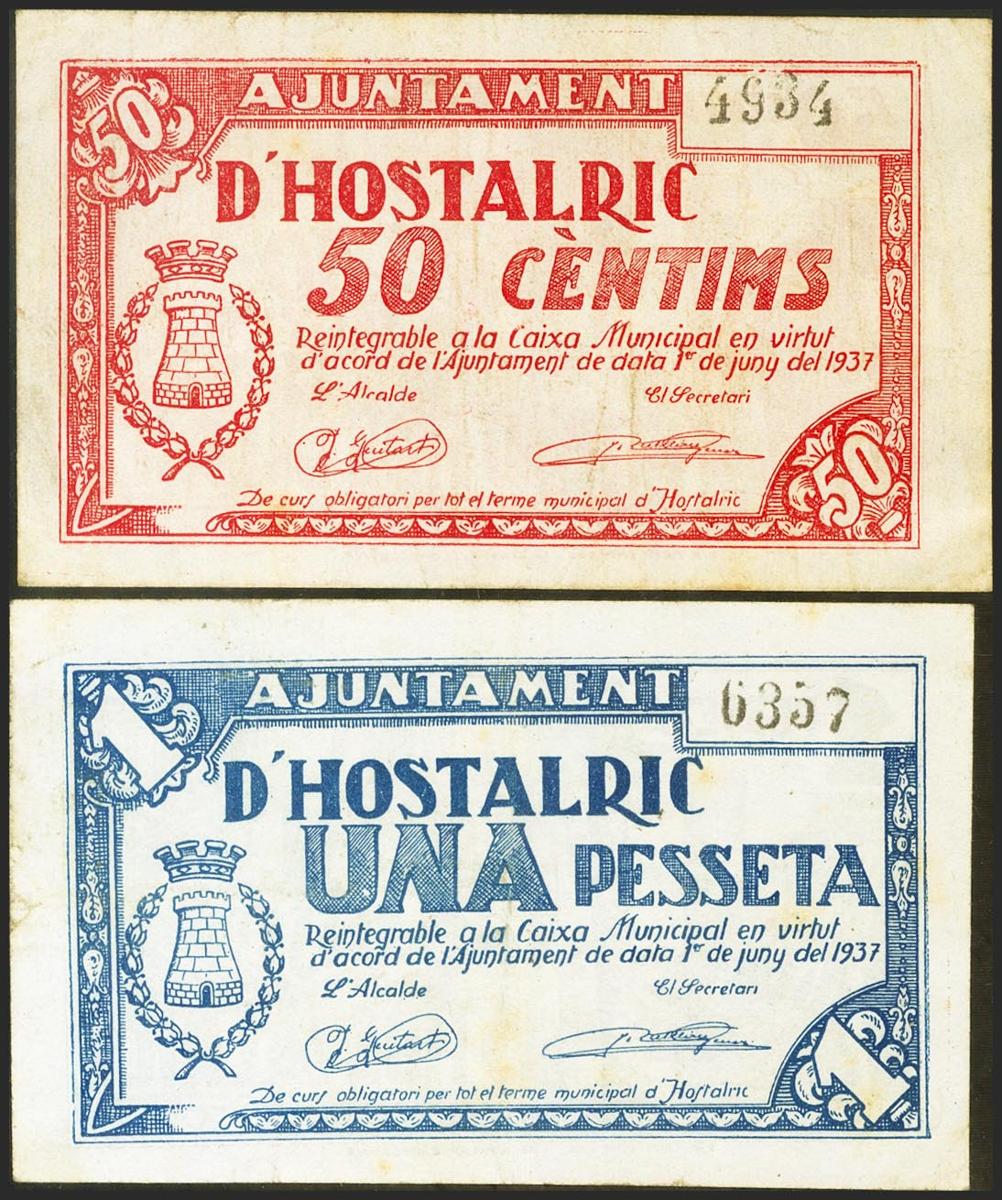 50
AJUNTAMENT
4934
D'HOSTALRIC
50 CÈNTIMS
Reintegrable a la Caixa Municipal en virtut
d'acord de l'Ajuntament de data 1er de juny del 1937
L'Alcalde El Secretari
De curs obligatori per tot el terme municipal d'Hostalric
50
1
AJUNTAMENT
6357
D'HOSTALRIC
UNA PESSETA
Reintegrable a la Caixa Municipal en virtut
d'acord de l'Ajuntament de data 1er de juny del 1937
L'Alcalde El Secretari
De curs obligatori per tot el terme municipal d'Hostalric
1